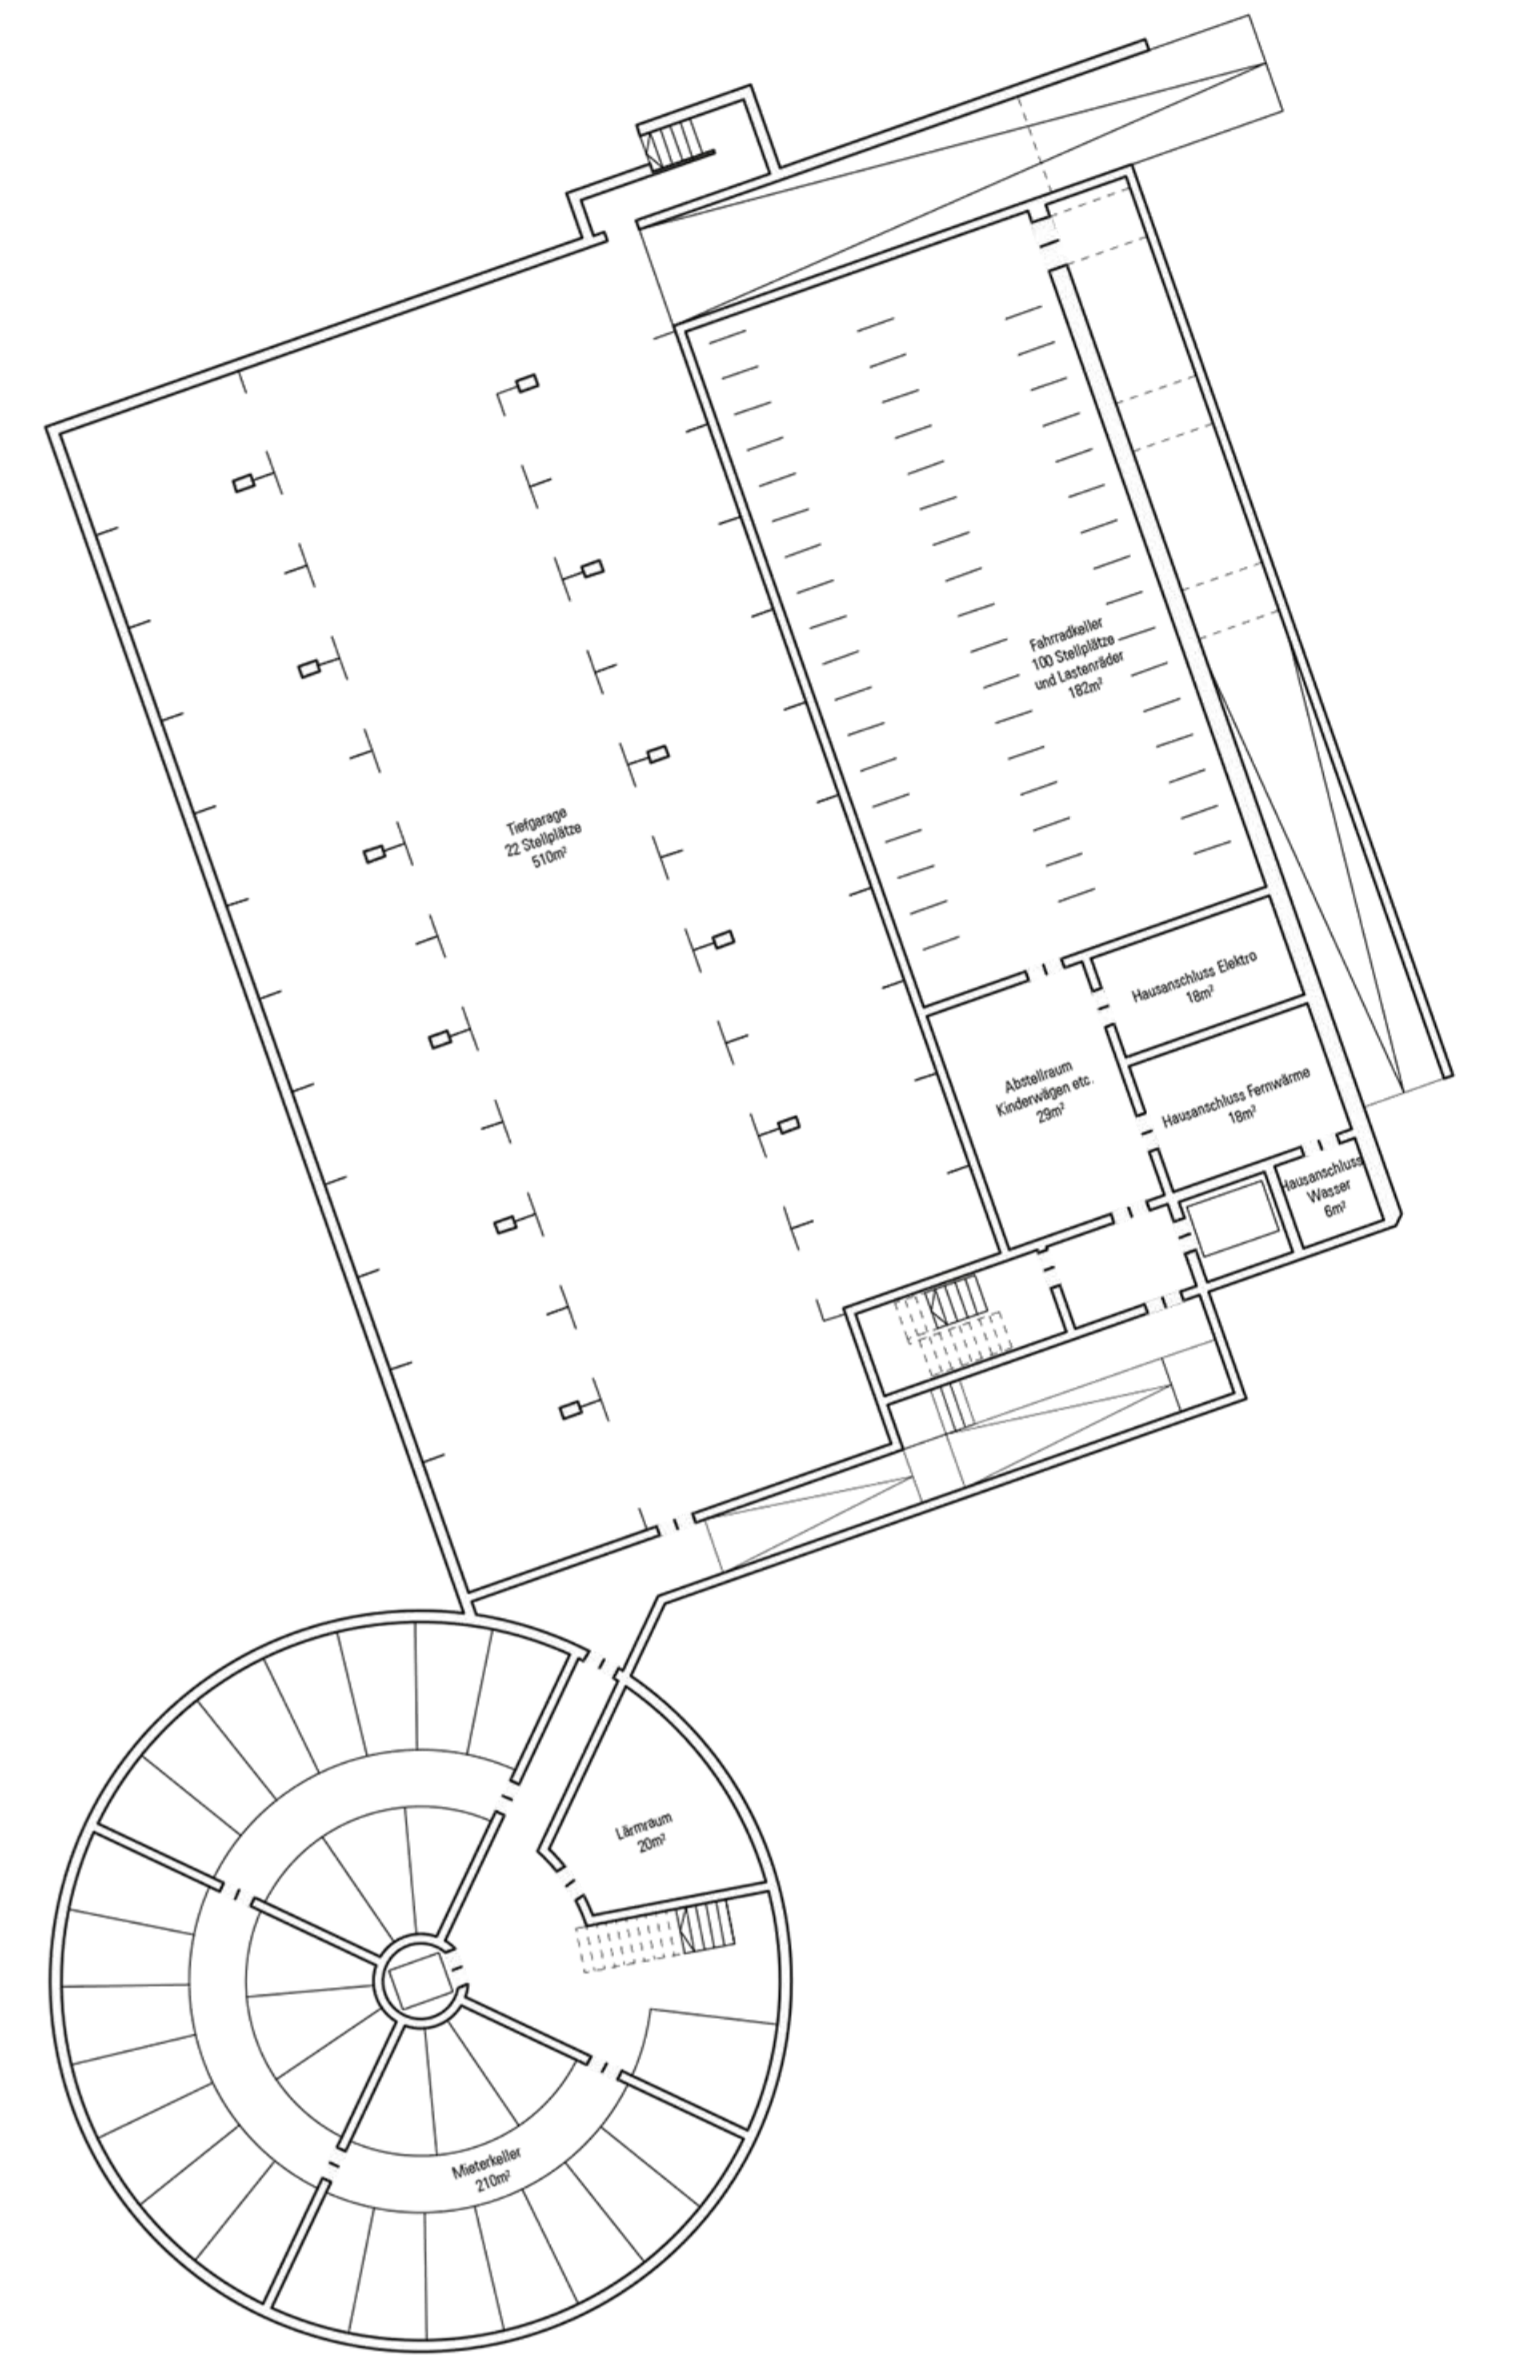 Fahrradkeller
100 Stellplätze
und Lastenräder
182m²
Tiefgarage
22 Stellplätze
510m²
Hausanschluss Elektro
18m²
Abstellraum
Kinderwägen etc.
29m²
Hausanschluss Fernwärme
18m²
Hausanschluss
Wasser
6m²
Lärmraum
20m²
Mieterkeller
210m²